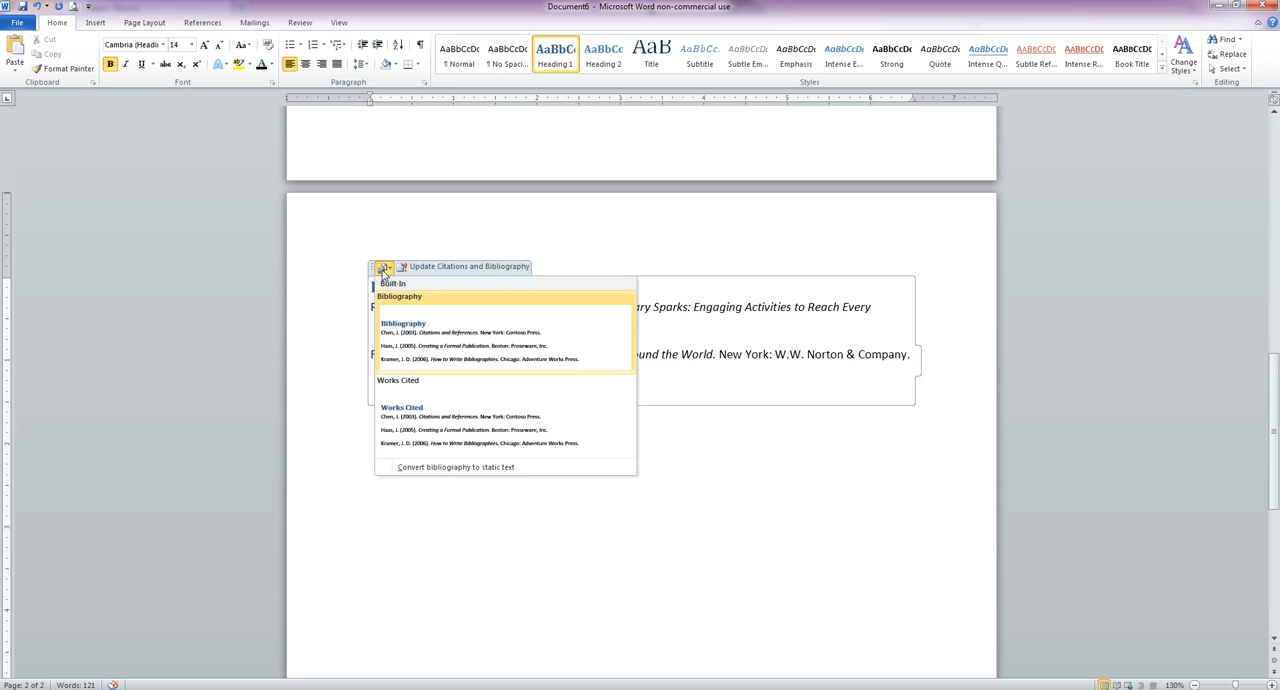 Document6 - Microsoft Word non-commercial use
File Home Insert Page Layout References Mailings Review View
Paste
Cut
Copy
Format Painter
Clipboard
Cambria (Headi 14
Font
Paragraph
AaBbCcDc AaBbCcDc AaBbCc AaBbCc AaB AaBbCc. AaBbCcDc AaBbCcDc AaBbCcDc AaBbCcDc AaBbCcDc AaBbCcDc AABBCCDC AABBCCDC AABBCCDC
¶ Normal ¶ No Spaci... Heading 1 Heading 2 Title Subtitle Subtle Em... Emphasis Intense E... Strong Quote Intense Q... Subtle Ref... Intense R... Book Title
Styles
Change Styles
Find
Replace
Select
Editing
Update Citations and Bibliography
Built-In
Bibliography
Bibliography
Chen, J. (2003). Citations and References. New York: Contoso Press.
Haas, J. (2005). Creating a Formal Publication. Boston: Proseware, Inc.
Kramer, J. D. (2006). How to Write Bibliographies. Chicago: Adventure Works Press.
Works Cited
Works Cited
Chen, J. (2003). Citations and References. New York: Contoso Press.
Haas, J. (2005). Creating a Formal Publication. Boston: Proseware, Inc.
Kramer, J. D. (2006). How to Write Bibliographies. Chicago: Adventure Works Press.
Convert bibliography to static text
Sparks: Engaging Activities to Reach Every
the World. New York: W.W. Norton & Company.
Page: 2 of 2 Words: 121 130%